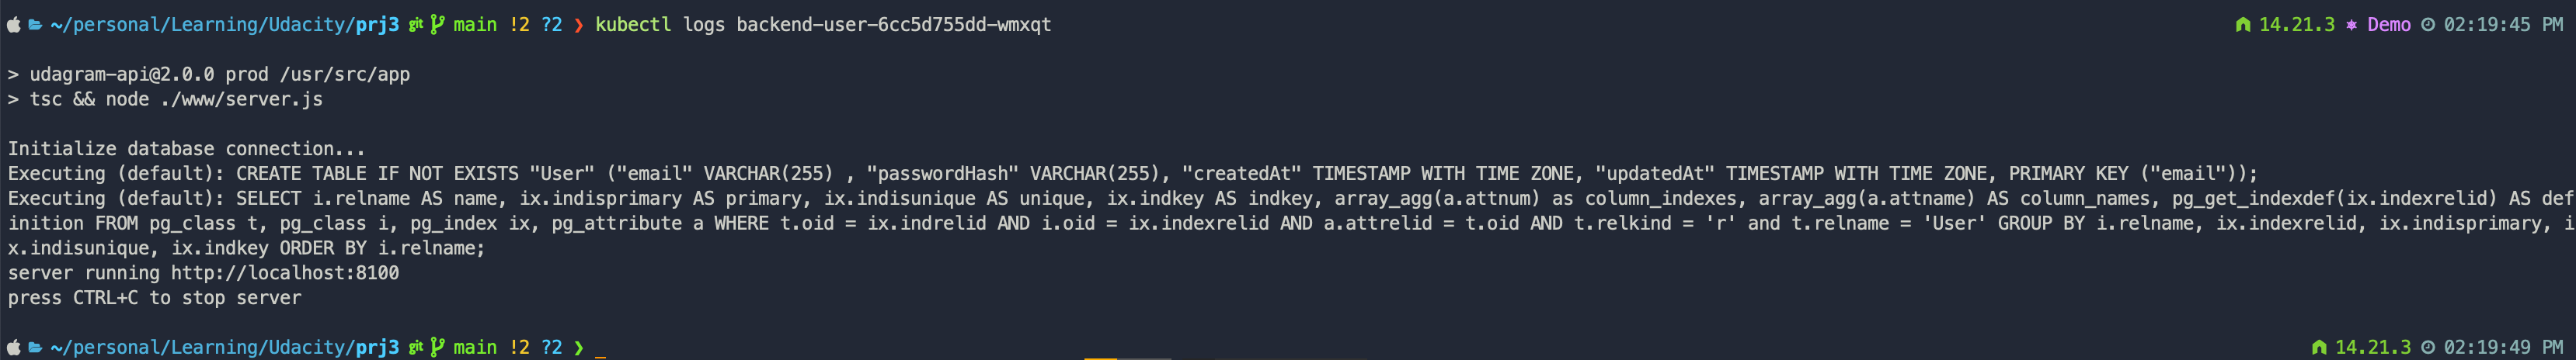 ~/personal/Learning/Udacity/prj3 git main !2 ?2 ❯ kubectl logs backend-user-6cc5d755dd-wmxqt 14.21.3 Demo 02:19:45 PM
> udagram-api@2.0.0 prod /usr/src/app
> tsc && node ./www/server.js
Initialize database connection...
Executing (default): CREATE TABLE IF NOT EXISTS "User" ("email" VARCHAR(255) , "passwordHash" VARCHAR(255), "createdAt" TIMESTAMP WITH TIME ZONE, "updatedAt" TIMESTAMP WITH TIME ZONE, PRIMARY KEY ("email"));
Executing (default): SELECT i.relname AS name, ix.indisprimary AS primary, ix.indisunique AS unique, ix.indkey AS indkey, array_agg(a.attnum) as column_indexes, array_agg(a.attname) AS column_names, pg_get_indexdef(ix.indexrelid) AS def
inition FROM pg_class t, pg_class i, pg_index ix, pg_attribute a WHERE t.oid = ix.indrelid AND i.oid = ix.indexrelid AND a.attrelid = t.oid AND t.relkind = 'r' and t.relname = 'User' GROUP BY i.relname, ix.indexrelid, ix.indisprimary, i
x.indisunique, ix.indkey ORDER BY i.relname;
server running http://localhost:8100
press CTRL+C to stop server
~/personal/Learning/Udacity/prj3 git main !2 ?2 ❯ _ 14.21.3 02:19:49 PM